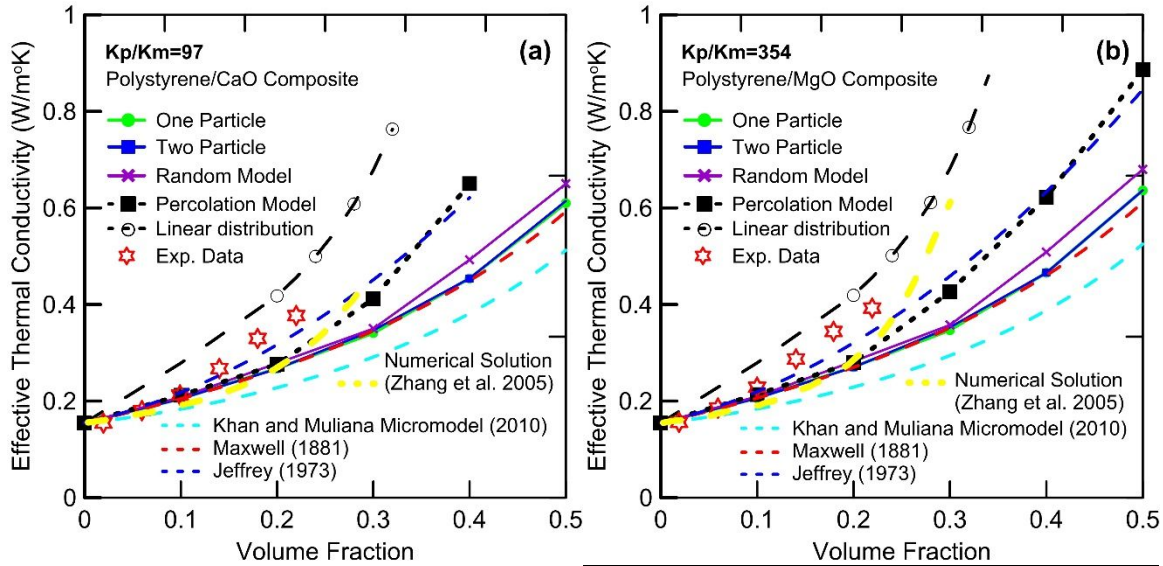 Effective Thermal Conductivity (W/m°K)
1
0.8
0.6
0.4
0.2
0
Kp/Km=97
(a)
Polystyrene/CaO Composite
One Particle
Two Particle
Random Model
Percolation Model
Linear distribution
Exp. Data
Numerical Solution
(Zhang et al. 2005)
Khan and Muliana Micromodel (2010)
Maxwell (1881)
Jeffrey (1973)
0 0.1 0.2 0.3 0.4 0.5
Volume Fraction
Effective Thermal Conductivity (W/m°K)
1
0.8
0.6
0.4
0.2
0
Kp/Km=354
(b)
Polystyrene/MgO Composite
One Particle
Two Particle
Random Model
Percolation Model
Linear distribution
Exp. Data
Numerical Solution
(Zhang et al. 2005)
Khan and Muliana Micromodel (2010)
Maxwell (1881)
Jeffrey (1973)
0 0.1 0.2 0.3 0.4 0.5
Volume Fraction